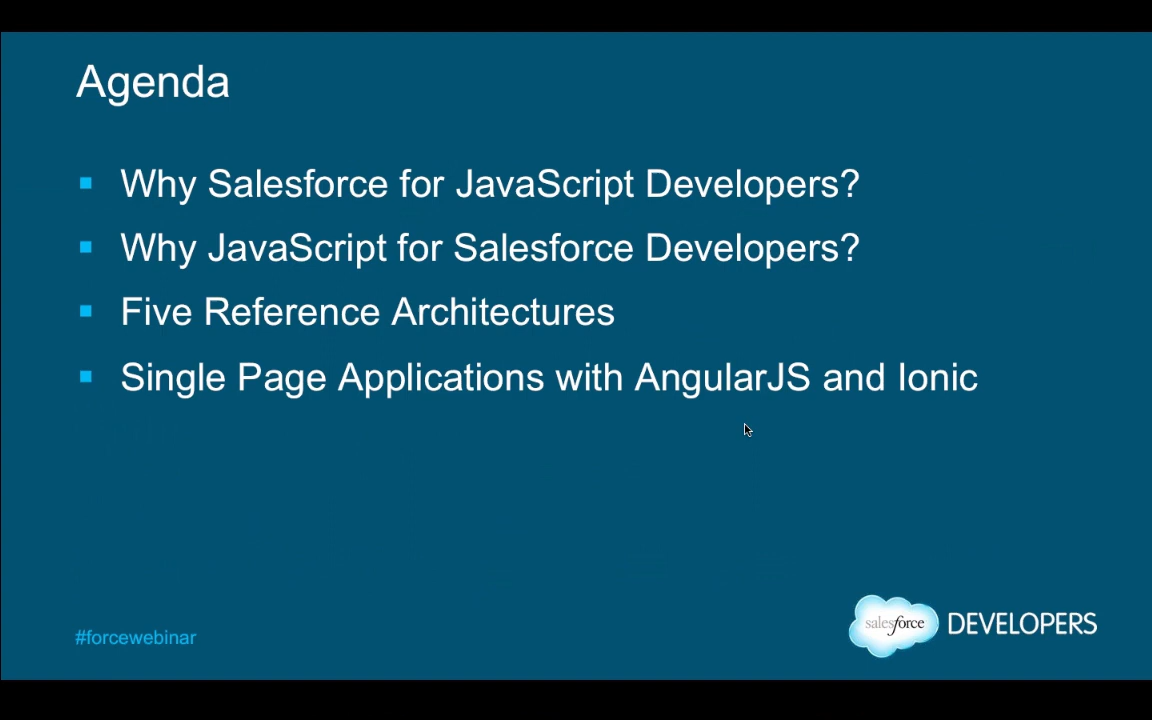 Agenda
Why Salesforce for JavaScript Developers?
Why JavaScript for Salesforce Developers?
Five Reference Architectures
Single Page Applications with AngularJS and Ionic
#forcewebinar
salesforce DEVELOPERS